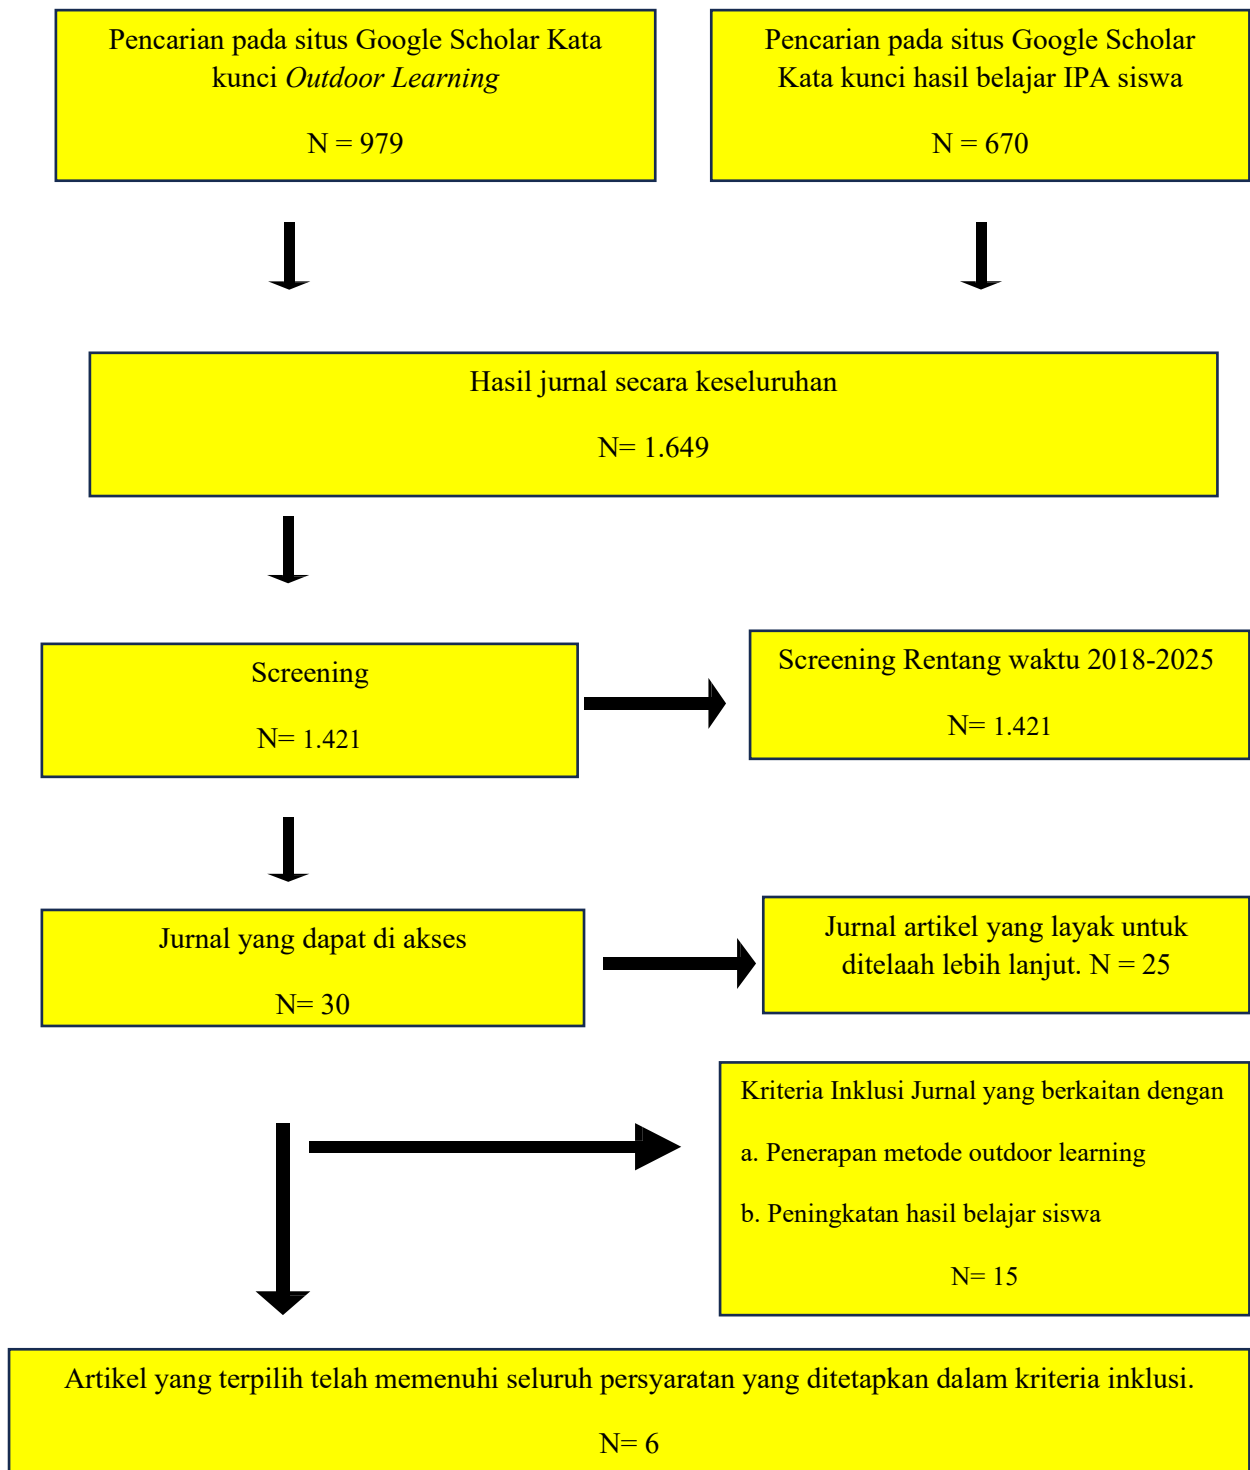 Pencarian pada situs Google Scholar Kata
kunci Outdoor Learning
N = 979
Pencarian pada situs Google Scholar
Kata kunci hasil belajar IPA siswa
N = 670
Hasil jurnal secara keseluruhan
N= 1.649
Screening
N= 1.421
Screening Rentang waktu 2018-2025
N= 1.421
Jurnal yang dapat di akses
N= 30
Jurnal artikel yang layak untuk
ditelaah lebih lanjut. N = 25
Kriteria Inklusi Jurnal yang berkaitan dengan
a. Penerapan metode outdoor learning
b. Peningkatan hasil belajar siswa
N= 15
Artikel yang terpilih telah memenuhi seluruh persyaratan yang ditetapkan dalam kriteria inklusi.
N= 6